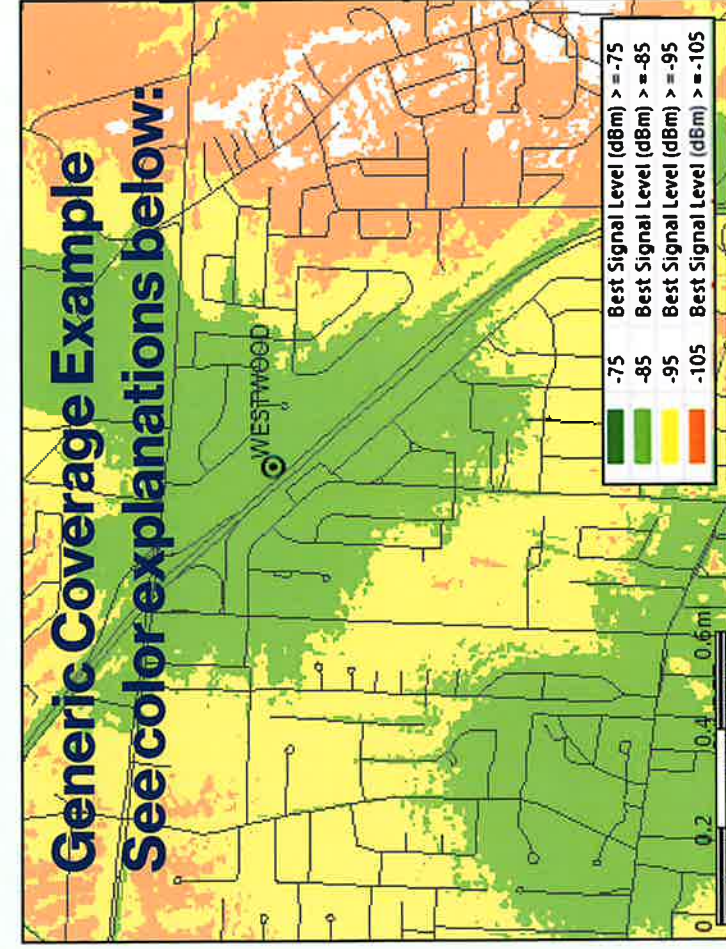 Generic Coverage Example
See color explanations below:
WESTWOOD
-75 Best Signal Level (dBm) >=-75
-85 Best Signal Level (dBm) >=-85
-95 Best Signal Level (dBm) >=-95
-105 Best Signal Level (dBm) >=-105
0 0.2 0.4 0.6mi